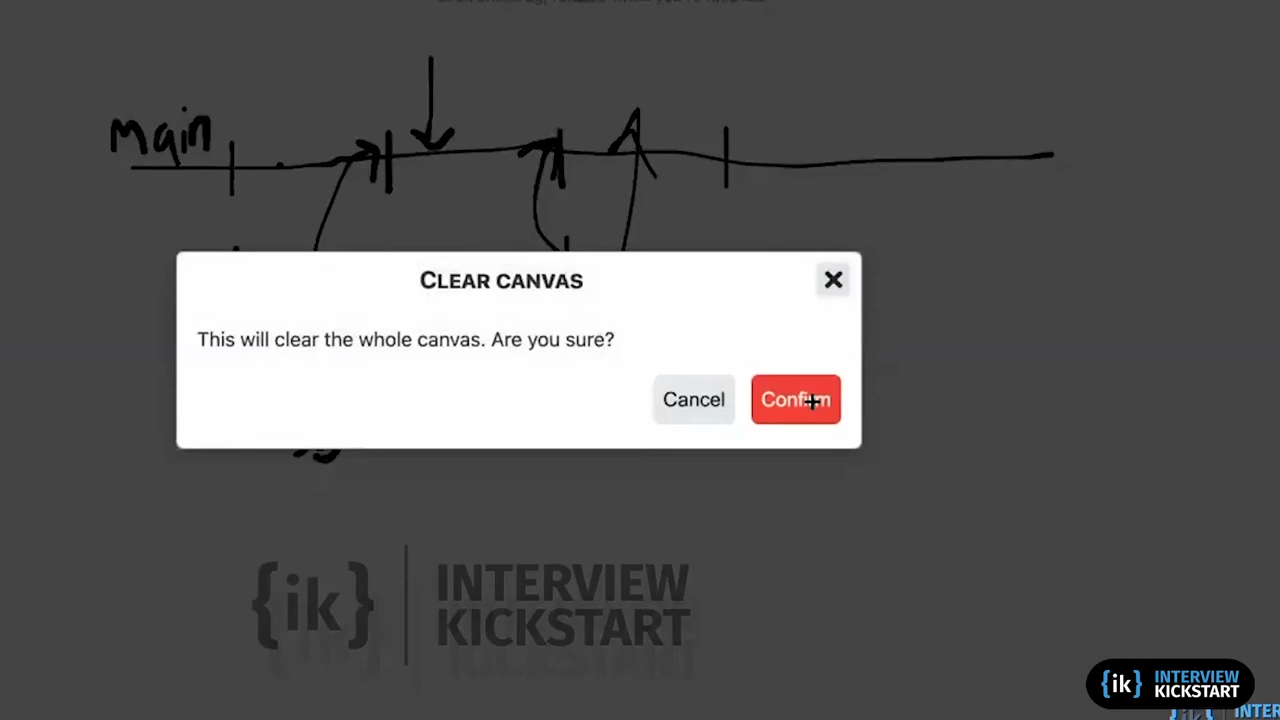 main
CLEAR CANVAS
This will clear the whole canvas. Are you sure?
Cancel
Confirm
{ik} INTERVIEW
KICKSTART
{ik} INTERVIEW
KICKSTART